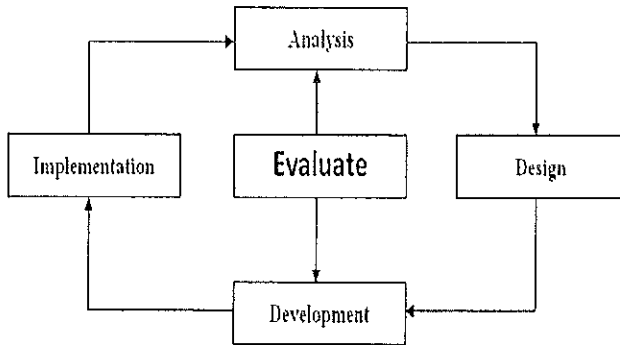 Analysis
Implementation
Evaluate
Design
Development